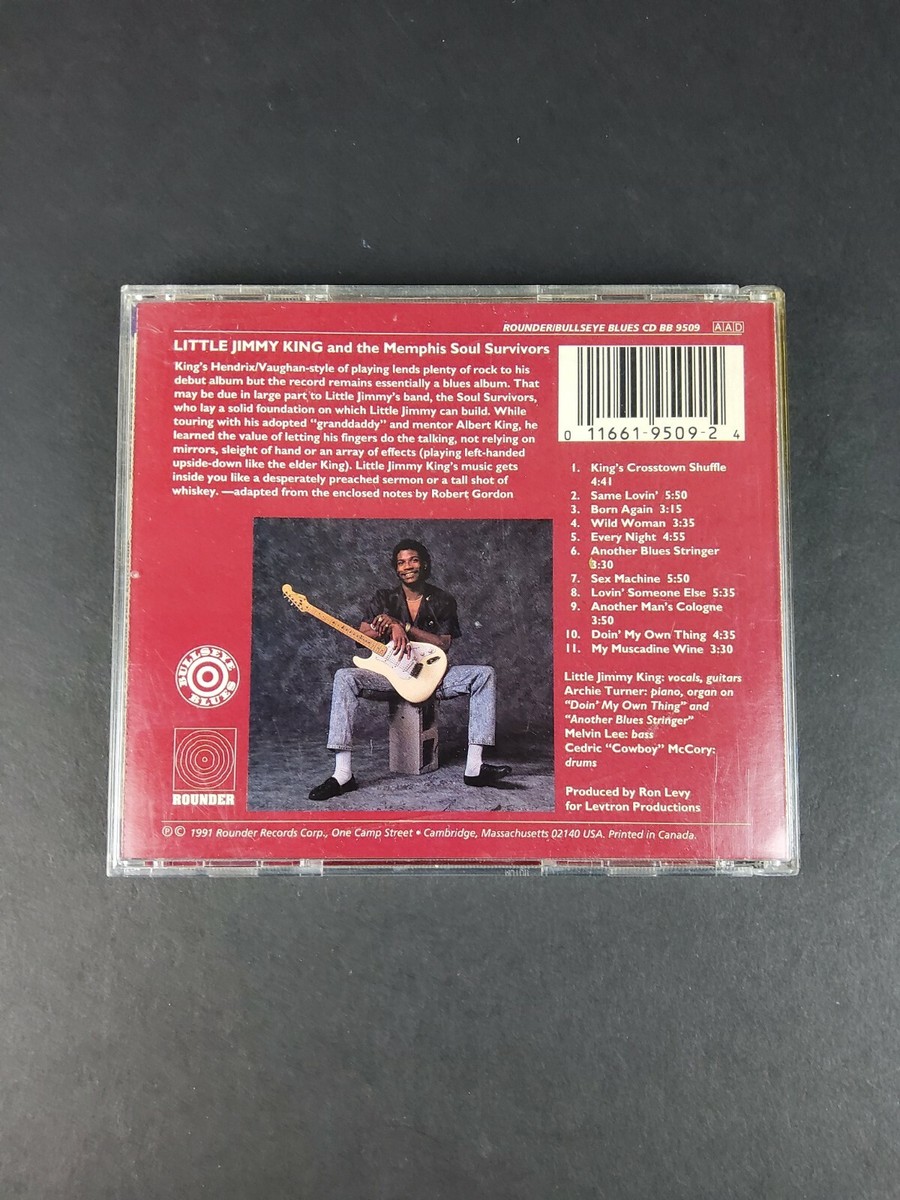 ROUNDER/BULLSEYE BLUES CD BB 9509 AAD
LITTLE JIMMY KING and the Memphis Soul Survivors
King's Hendrix/Vaughan-style of playing lends plenty of rock to his
debut album but the record remains essentially a blues album. That
may be due in large part to Little Jimmy's band, the Soul Survivors,
who lay a solid foundation on which Little Jimmy can build. While
touring with his adopted "granddaddy" and mentor Albert King, he
learned the value of letting his fingers do the talking, not relying on
mirrors, sleight of hand or an array of effects (playing left-handed
upside-down like the elder King). Little Jimmy King's music gets
inside you like a desperately preached sermon or a tall shot of
whiskey. —adapted from the enclosed notes by Robert Gordon
0 11661-9509-2 4
1. King's Crosstown Shuffle
4:41
2. Same Lovin' 5:50
3. Born Again 3:15
4. Wild Woman 3:35
5. Every Night 4:55
6. Another Blues Stringer
3:30
7. Sex Machine 5:50
8. Lovin' Someone Else 5:35
9. Another Man's Cologne
3:50
10. Doin' My Own Thing 4:35
11. My Muscadine Wine 3:30
Little Jimmy King: vocals, guitars
Archie Turner: piano, organ on
"Doin' My Own Thing" and
"Another Blues Stringer"
Melvin Lee: bass
Cedric "Cowboy" McCory:
drums
Produced by Ron Levy
for Levtron Productions
BULLSEYE
BLUES
ROUNDER
℗ © 1991 Rounder Records Corp., One Camp Street • Cambridge, Massachusetts 02140 USA. Printed in Canada.